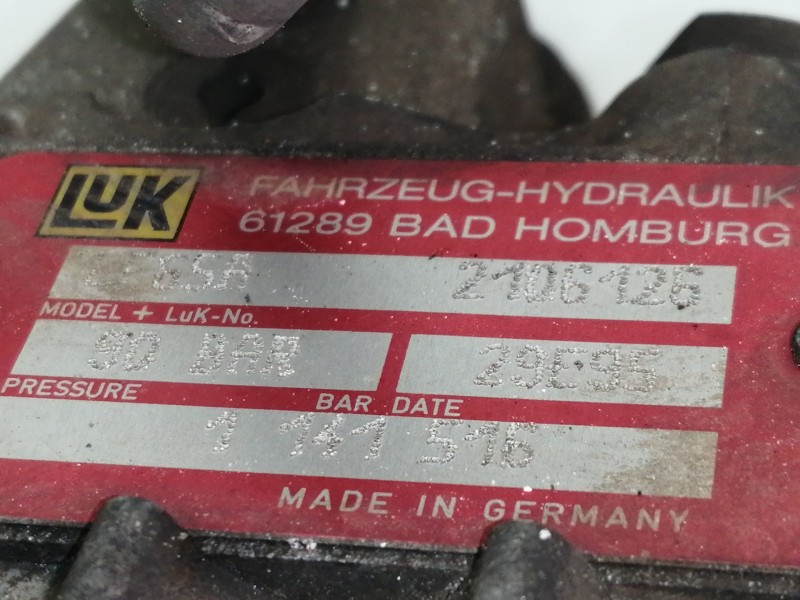 LUK
FAHRZEUG-HYDRAULIK
61289 BAD HOMBURG
2106126
MODEL + LUK-No.
90 BAR
29E95
PRESSURE BAR DATE
1 141 516
MADE IN GERMANY